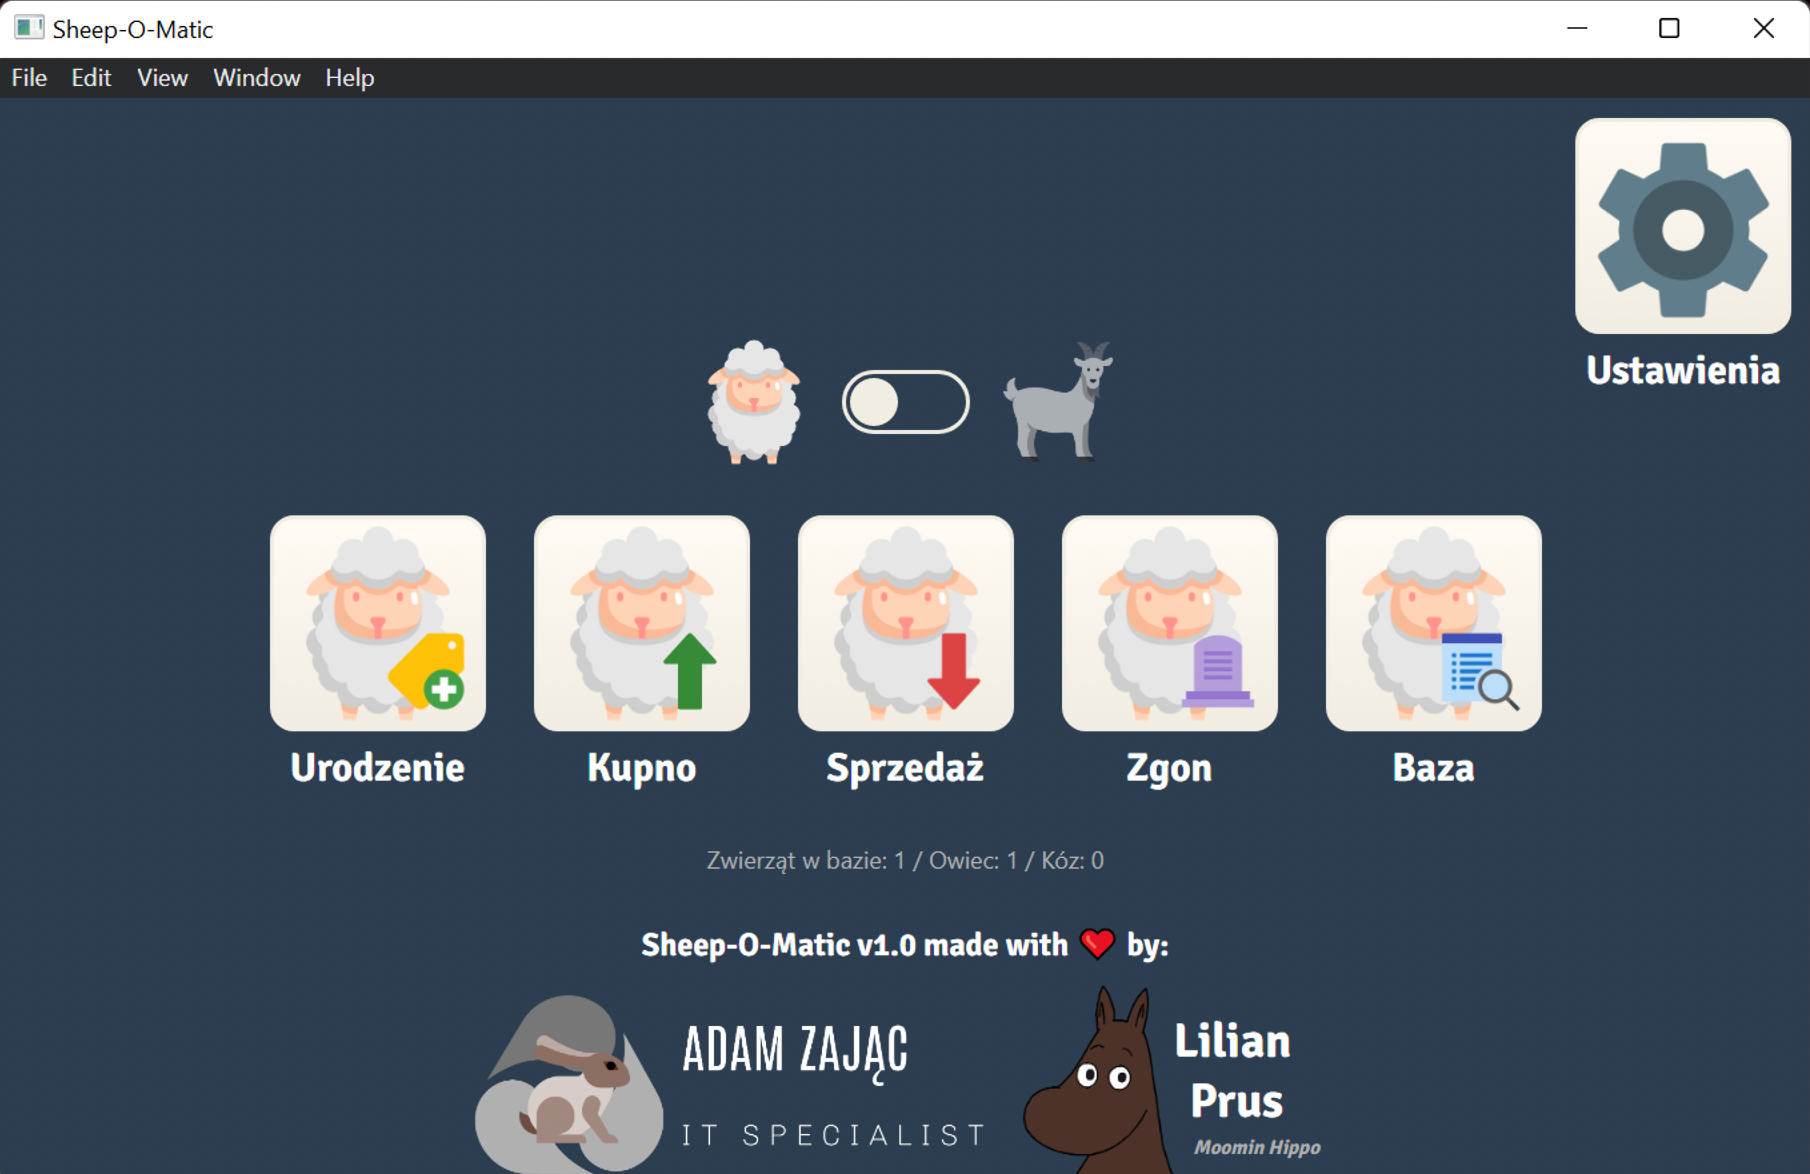 Sheep-O-Matic
File Edit View Window Help
Ustawienia
Urodzenie Kupno Sprzedaż Zgon Baza
Zwierząt w bazie: 1 / Owiec: 1 / Kóz: 0
Sheep-O-Matic v1.0 made with ❤ by:
ADAM ZAJĄC
IT SPECIALIST
Lilian
Prus
Moomin Hippo